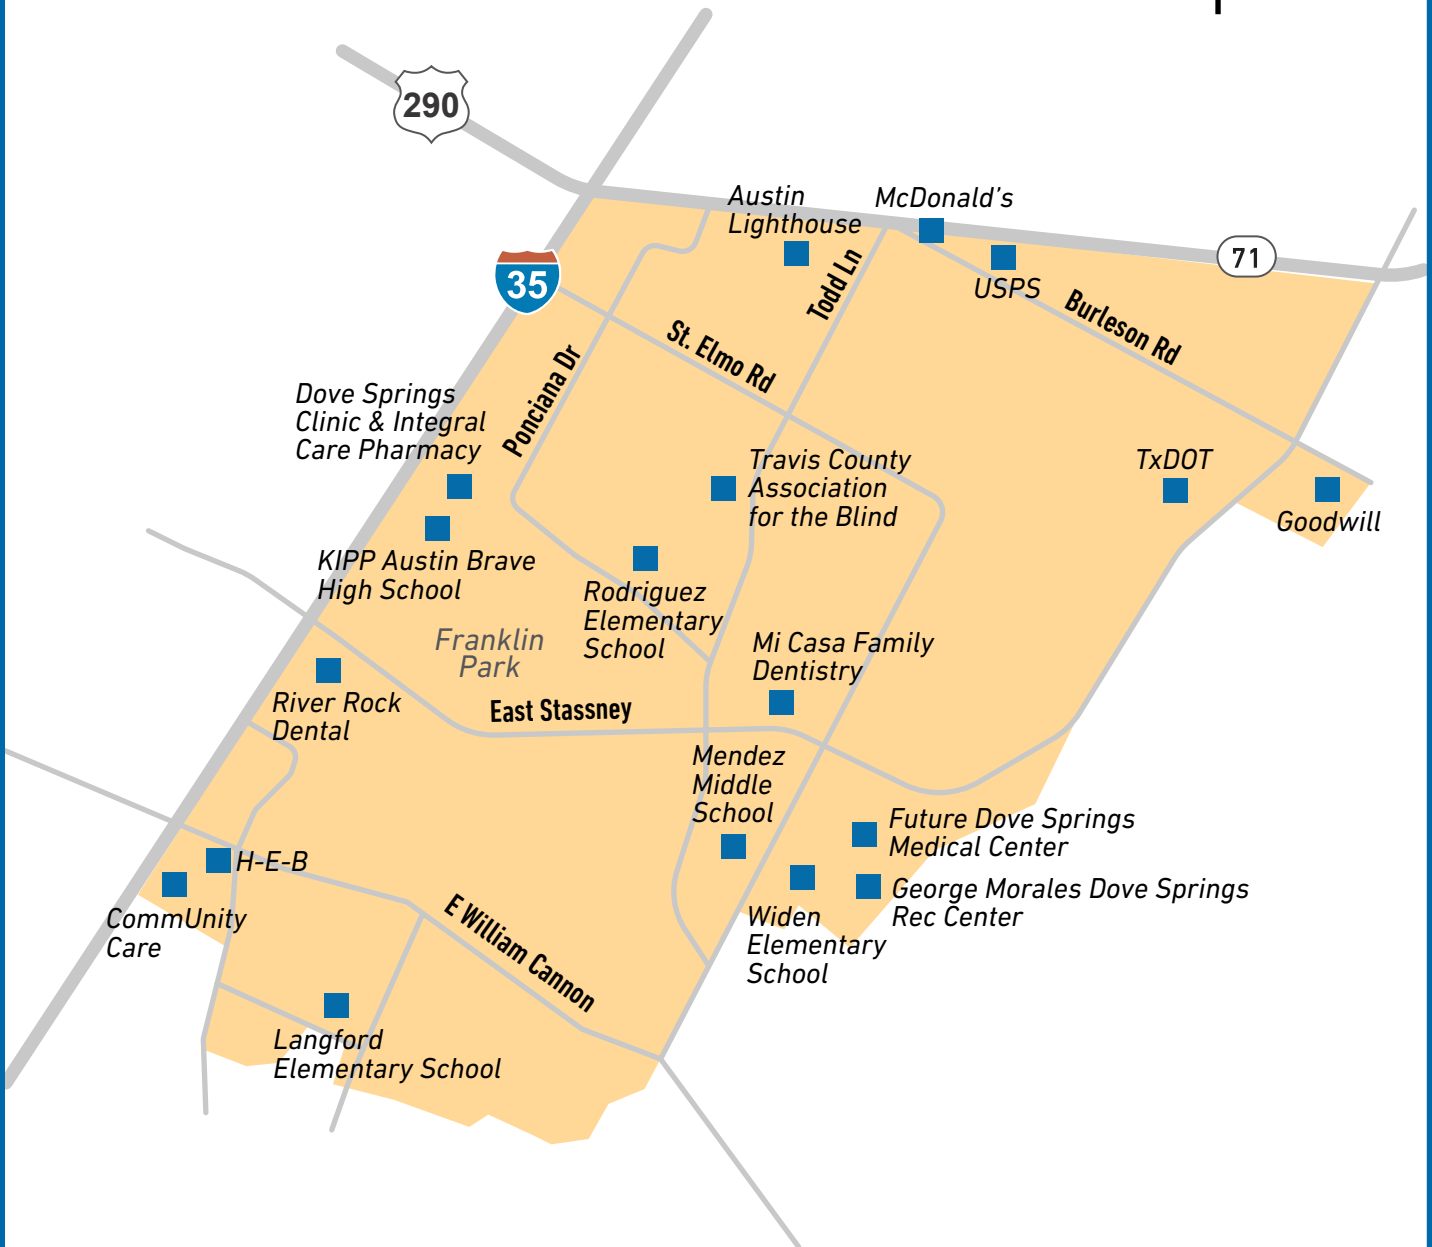 290
Austin
Lighthouse
McDonald's
71
35
Todd Ln
USPS
Burleson Rd
St. Elmo Rd
Ponciana Dr
Dove Springs
Clinic & Integral
Care Pharmacy
Travis County
Association
for the Blind
TxDOT
Goodwill
KIPP Austin Brave
High School
Rodriguez
Elementary
School
Franklin
Park
Mi Casa Family
Dentistry
River Rock
Dental
East Stassney
Mendez
Middle
School
Future Dove Springs
Medical Center
H-E-B
George Morales Dove Springs
Rec Center
CommUnity
Care
E William Cannon
Widen
Elementary
School
Langford
Elementary School